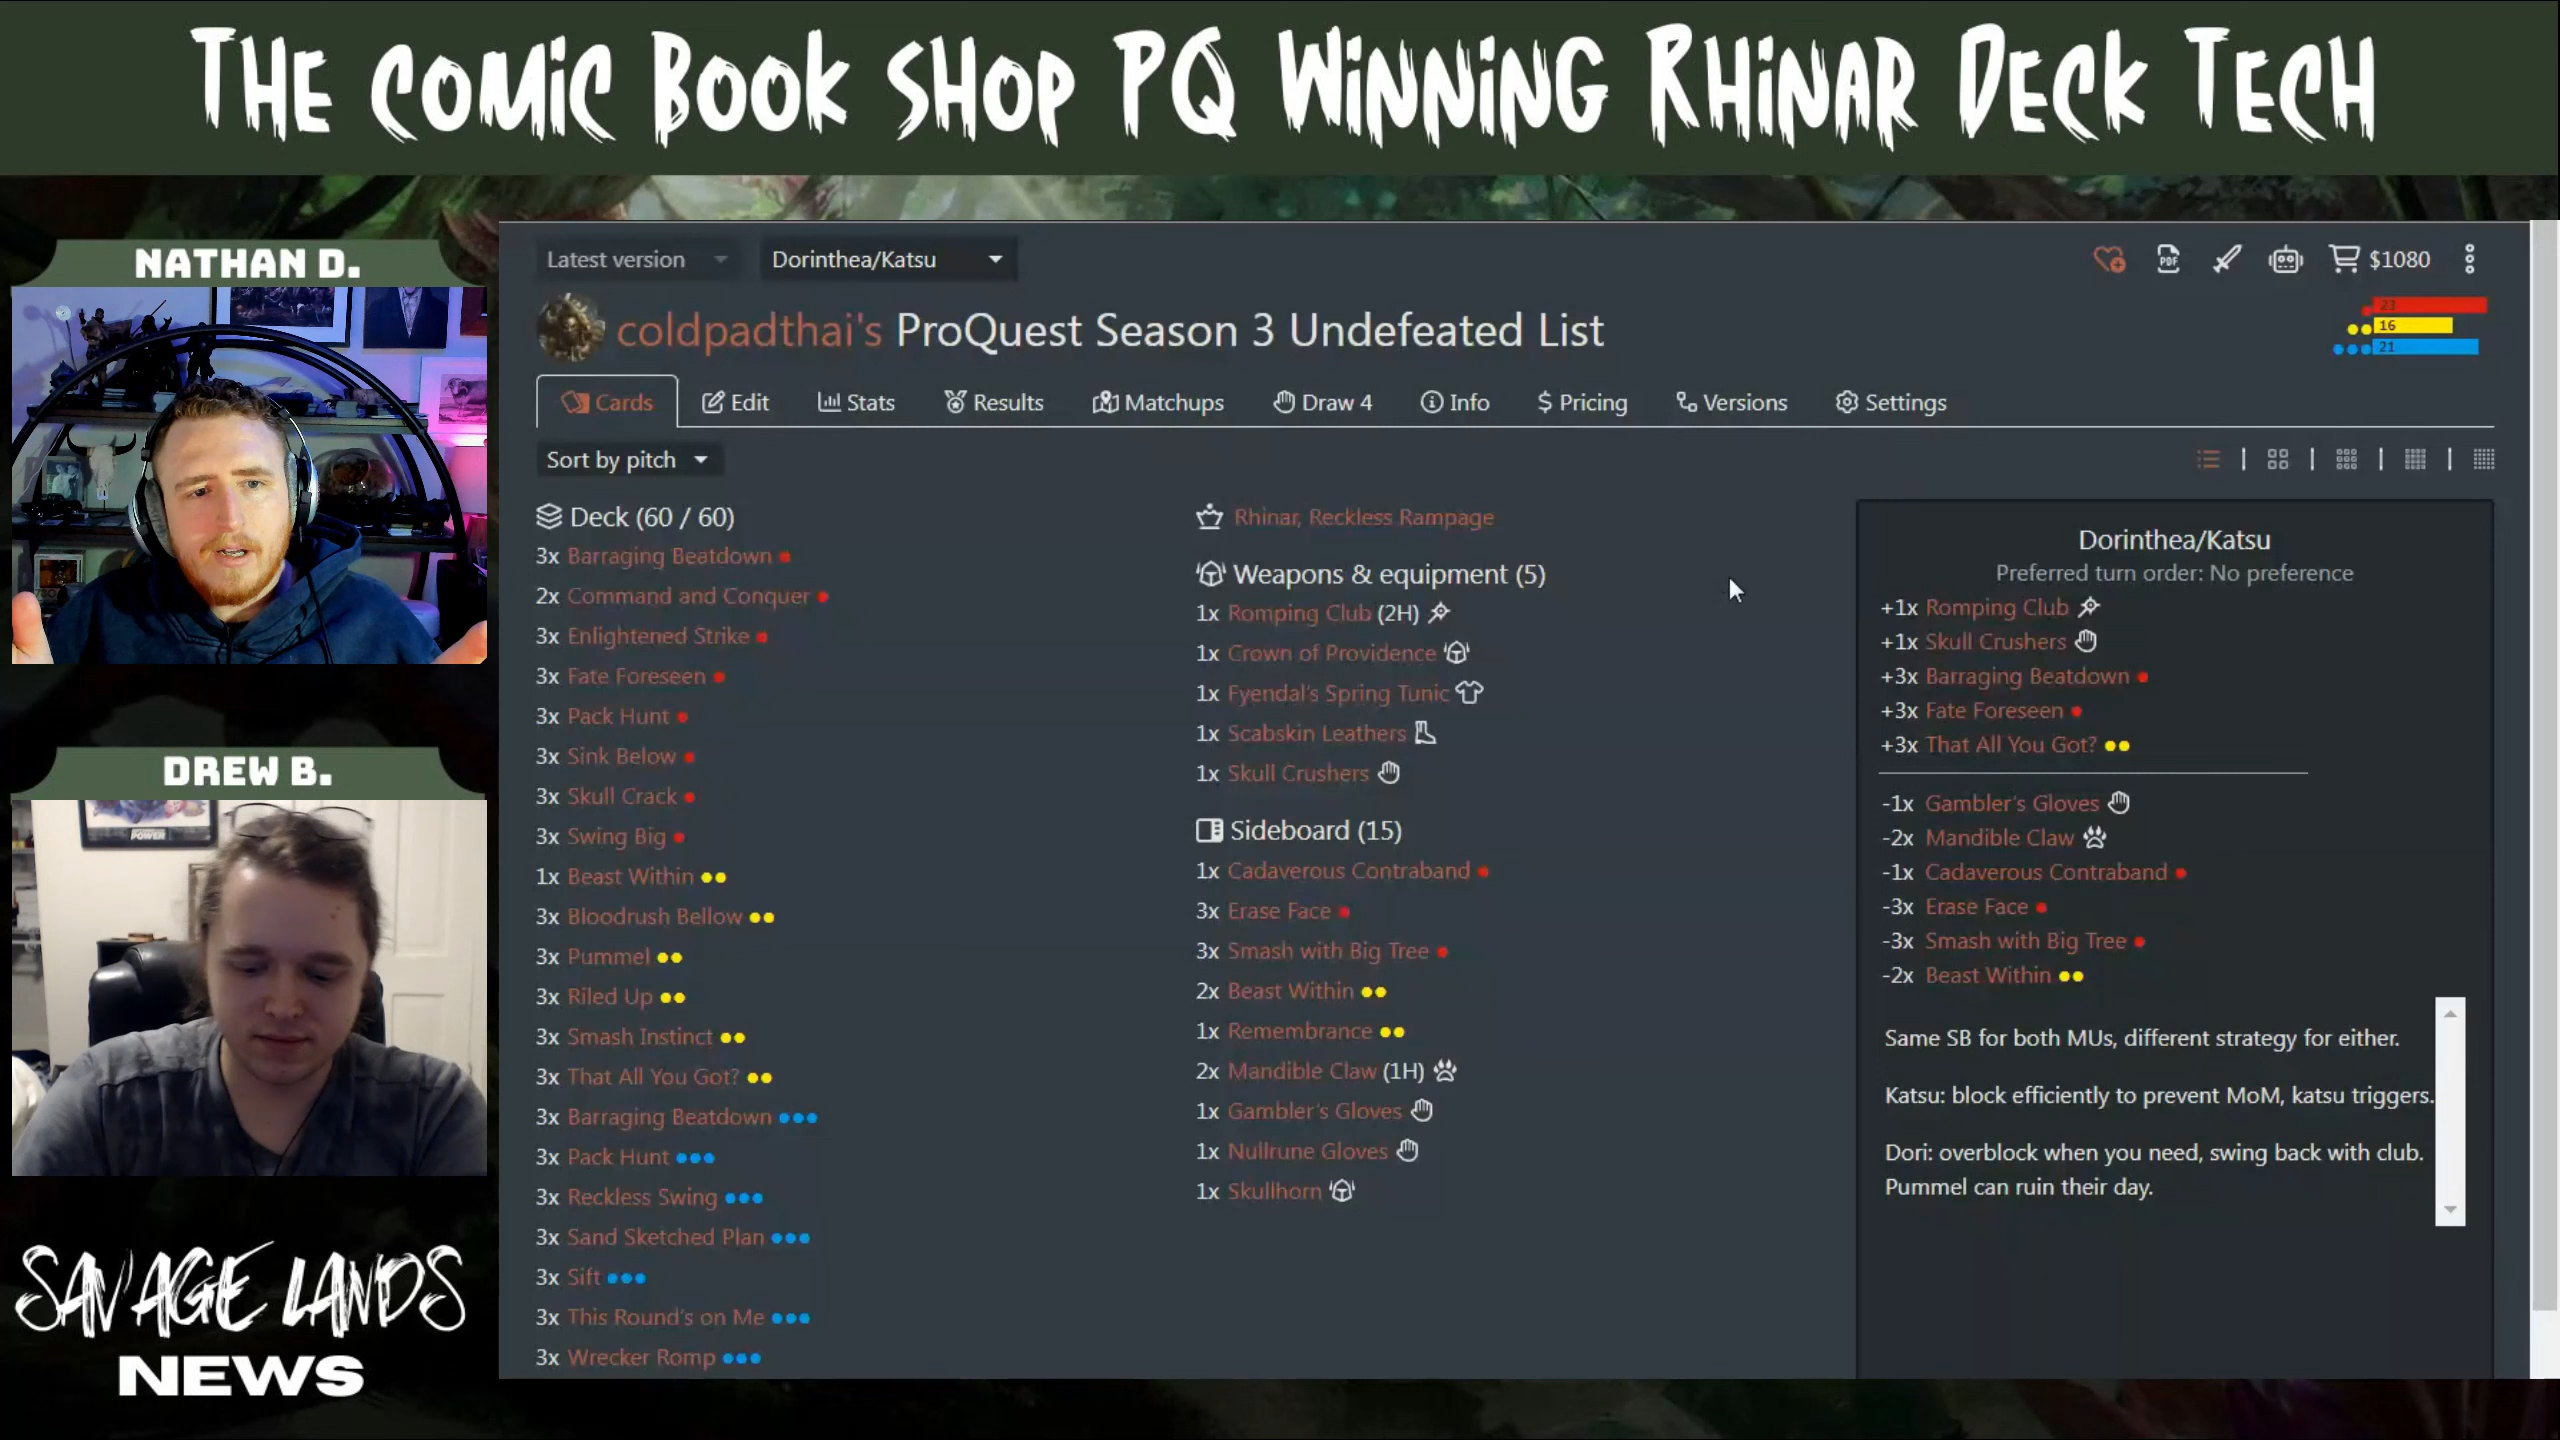 THE COMIC BOOK SHOP PQ WINNING RHINAR DECK TECH
NATHAN D.
DREW B.
POWER
SAVAGE LANDS
NEWS
Latest version
Dorinthea/Katsu
PDF
$1080
coldpadthai's ProQuest Season 3 Undefeated List
23
16
21
Cards
Edit
Stats
Results
Matchups
Draw 4
Info
Pricing
Versions
Settings
Sort by pitch
Deck (60 / 60)
3x Barraging Beatdown
2x Command and Conquer
3x Enlightened Strike
3x Fate Foreseen
3x Pack Hunt
3x Sink Below
3x Skull Crack
3x Swing Big
1x Beast Within
3x Bloodrush Bellow
3x Pummel
3x Riled Up
3x Smash Instinct
3x That All You Got?
3x Barraging Beatdown
3x Pack Hunt
3x Reckless Swing
3x Sand Sketched Plan
3x Sift
3x This Round's on Me
3x Wrecker Romp
Rhinar, Reckless Rampage
Weapons & equipment (5)
1x Romping Club (2H)
1x Crown of Providence
1x Fyendal's Spring Tunic
1x Scabskin Leathers
1x Skull Crushers
Sideboard (15)
1x Cadaverous Contraband
3x Erase Face
3x Smash with Big Tree
2x Beast Within
1x Remembrance
2x Mandible Claw (1H)
1x Gambler's Gloves
1x Nullrune Gloves
1x Skullhorn
Dorinthea/Katsu
Preferred turn order: No preference
+1x Romping Club
+1x Skull Crushers
+3x Barraging Beatdown
+3x Fate Foreseen
+3x That All You Got?
-1x Gambler's Gloves
-2x Mandible Claw
-1x Cadaverous Contraband
-3x Erase Face
-3x Smash with Big Tree
-2x Beast Within
Same SB for both MUs, different strategy for either.
Katsu: block efficiently to prevent MoM, katsu triggers.
Dori: overblock when you need, swing back with club.
Pummel can ruin their day.